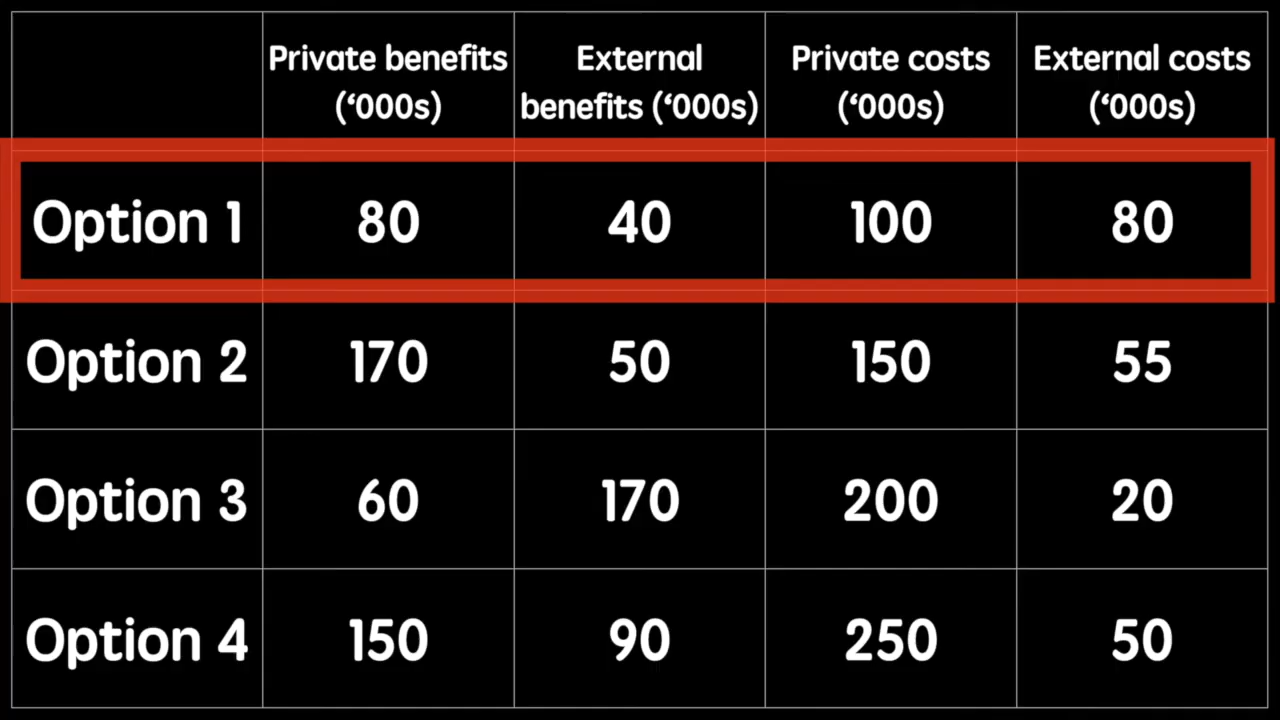 Private benefits (‘000s)
External benefits (‘000s)
Private costs (‘000s)
External costs (‘000s)
Option 1 80 40 100 80
Option 2 170 50 150 55
Option 3 60 170 200 20
Option 4 150 90 250 50